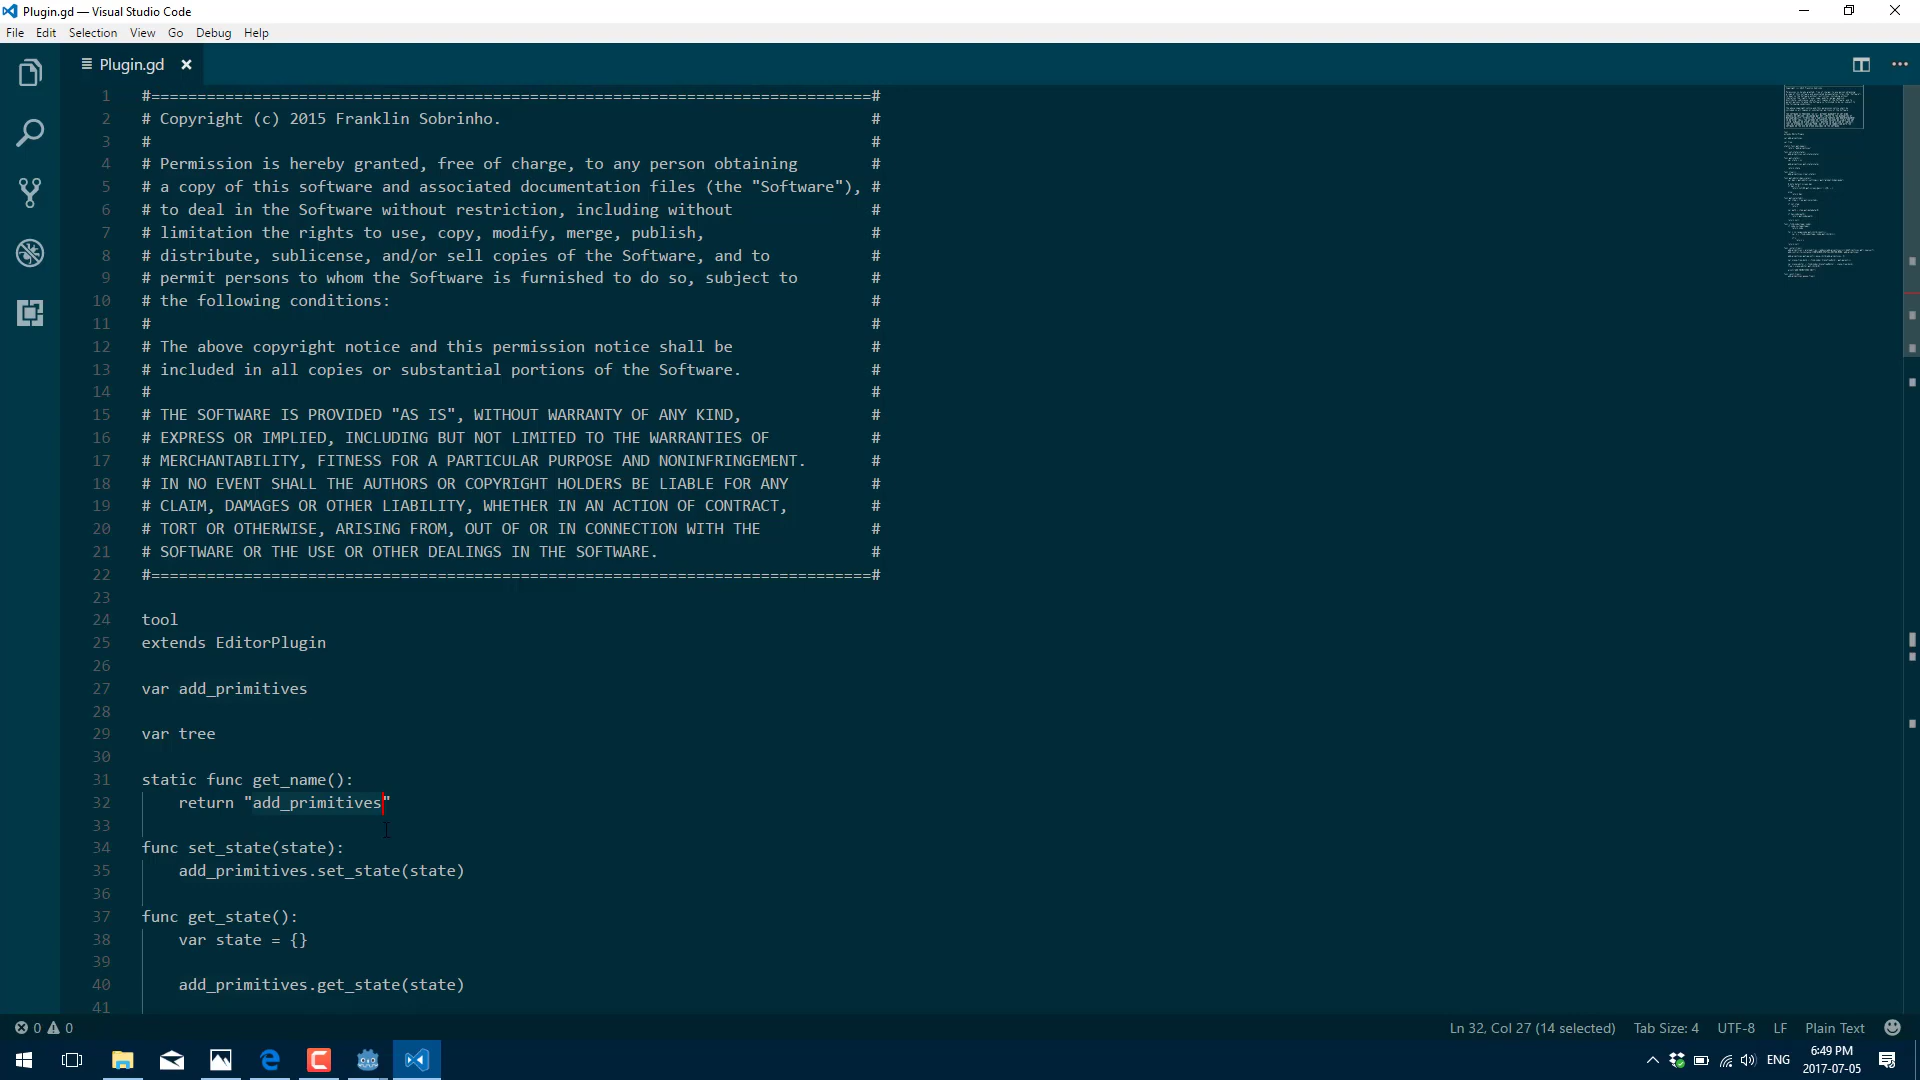 Plugin.gd — Visual Studio Code
File Edit Selection View Go Debug Help
Plugin.gd
1 #==============================================================================#
2 # Copyright (c) 2015 Franklin Sobrinho. #
3 # #
4 # Permission is hereby granted, free of charge, to any person obtaining
5 # a copy of this software and associated documentation files (the "Software"), #
6 # to deal in the Software without restriction, including without #
7 # limitation the rights to use, copy, modify, merge, publish, #
8 # distribute, sublicense, and/or sell copies of the Software, and to #
9 # permit persons to whom the Software is furnished to do so, subject to #
10 # the following conditions: #
11 # #
12 # The above copyright notice and this permission notice shall be #
13 # included in all copies or substantial portions of the Software. #
14 # #
15 # THE SOFTWARE IS PROVIDED "AS IS", WITHOUT WARRANTY OF ANY KIND, #
16 # EXPRESS OR IMPLIED, INCLUDING BUT NOT LIMITED TO THE WARRANTIES OF #
17 # MERCHANTABILITY, FITNESS FOR A PARTICULAR PURPOSE AND NONINFRINGEMENT. #
18 # IN NO EVENT SHALL THE AUTHORS OR COPYRIGHT HOLDERS BE LIABLE FOR ANY #
19 # CLAIM, DAMAGES OR OTHER LIABILITY, WHETHER IN AN ACTION OF CONTRACT, #
20 # TORT OR OTHERWISE, ARISING FROM, OUT OF OR IN CONNECTION WITH THE #
21 # SOFTWARE OR THE USE OR OTHER DEALINGS IN THE SOFTWARE. #
22 #==============================================================================#
23
24 tool
25 extends EditorPlugin
26
27 var add_primitives
28
29 var tree
30
31 static func get_name():
32 return "add_primitives"
33
34 func set_state(state):
35 add_primitives.set_state(state)
36
37 func get_state():
38 var state = {}
39
40 add_primitives.get_state(state)
41
0 0 Ln 32, Col 27 (14 selected) Tab Size: 4 UTF-8 LF Plain Text
ENG 6:49 PM
2017-07-05